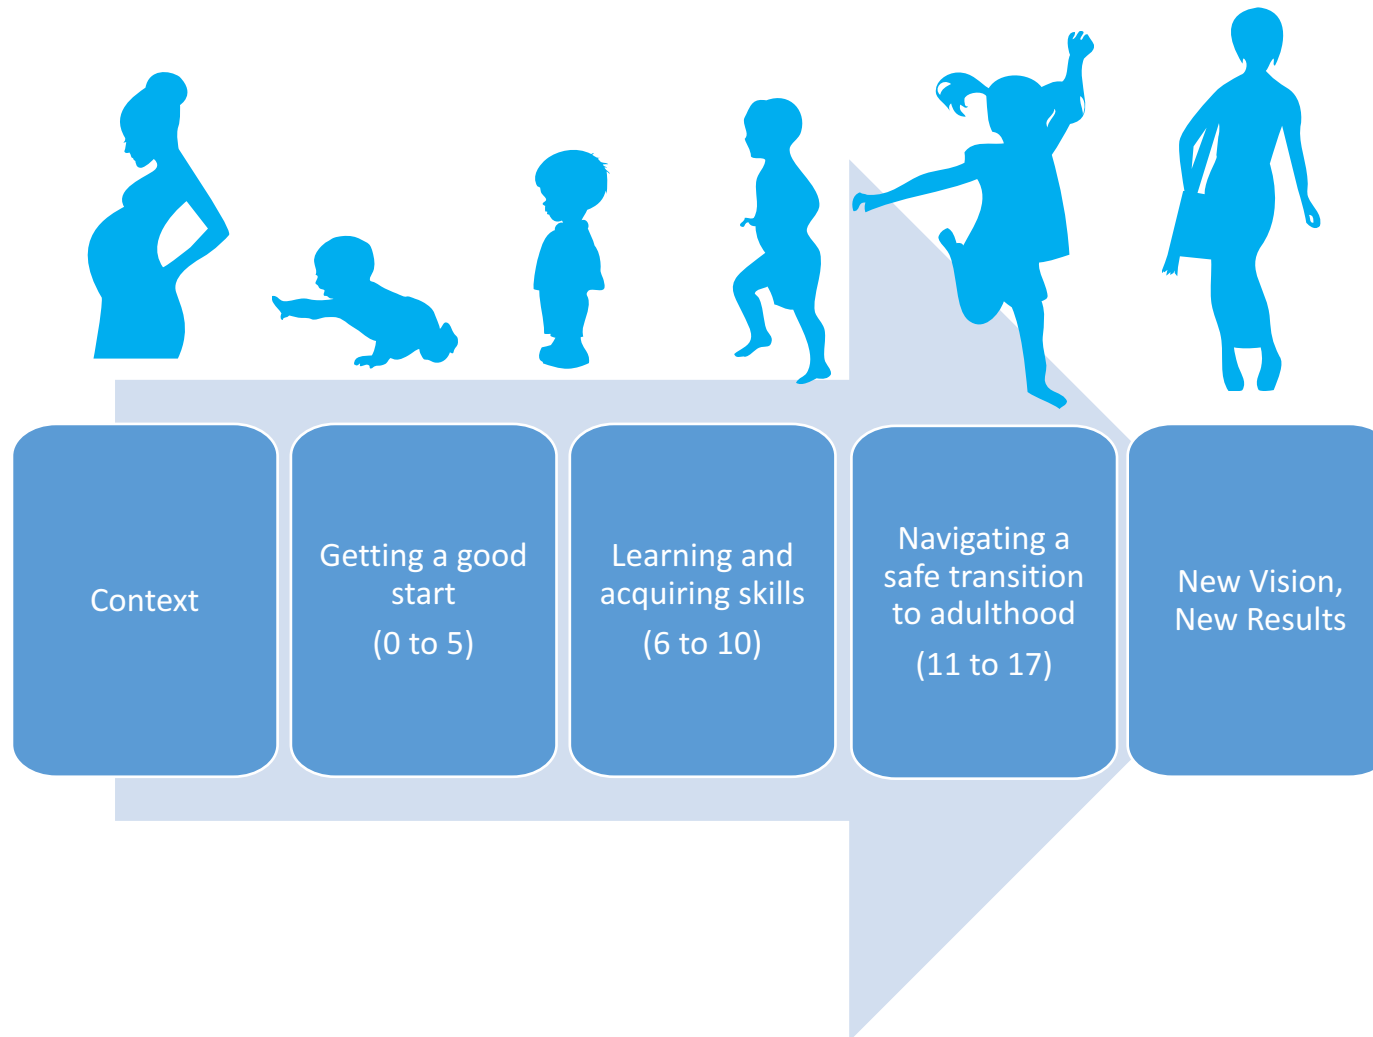 Context
Getting a good
start
(0 to 5)
Learning and
acquiring skills
(6 to 10)
Navigating a
safe transition
to adulthood
(11 to 17)
New Vision,
New Results